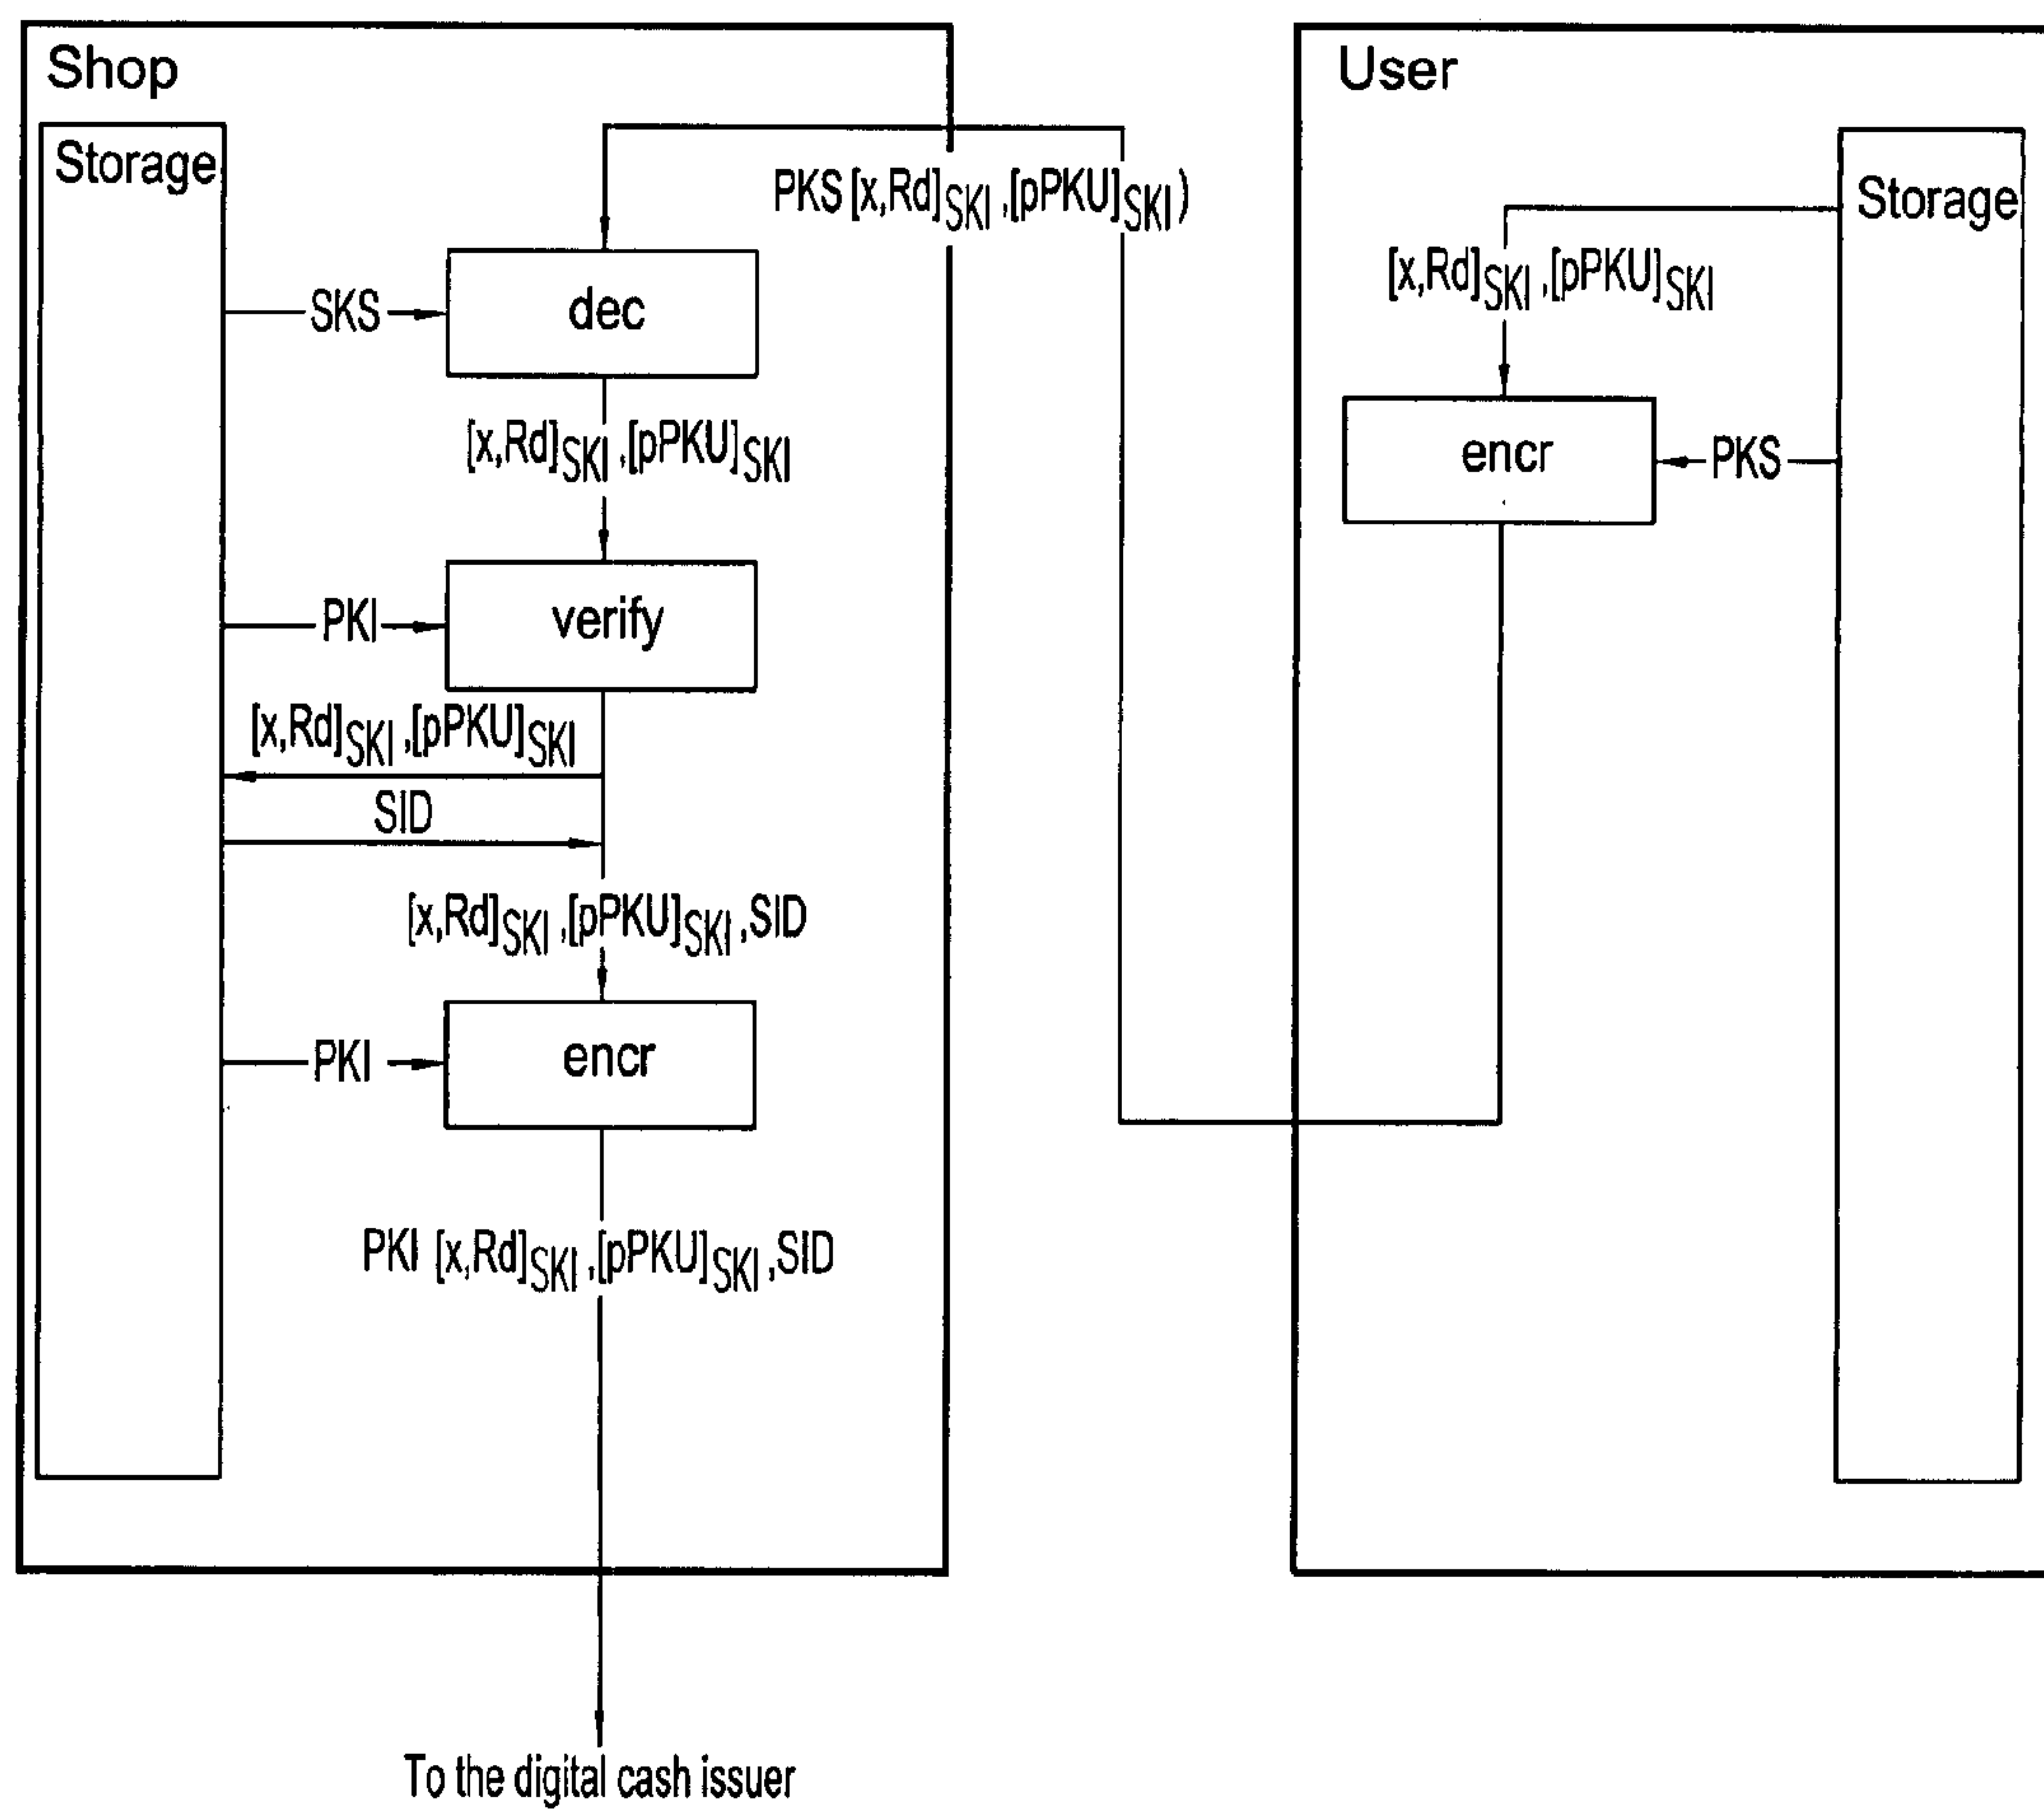 Shop
Storage
PKS [x,Rd]SKI ,[pPKU]SKI )
SKS
dec
[x,Rd]SKI ,[pPKU]SKI
PKI
verify
[x,Rd]SKI ,[pPKU]SKI
SID
[x,Rd]SKI ,[pPKU]SKI ,SID
PKI
encr
PKI [x,Rd]SKI ,[pPKU]SKI ,SID
To the digital cash issuer
User
Storage
[x,Rd]SKI ,[pPKU]SKI
encr
PKS